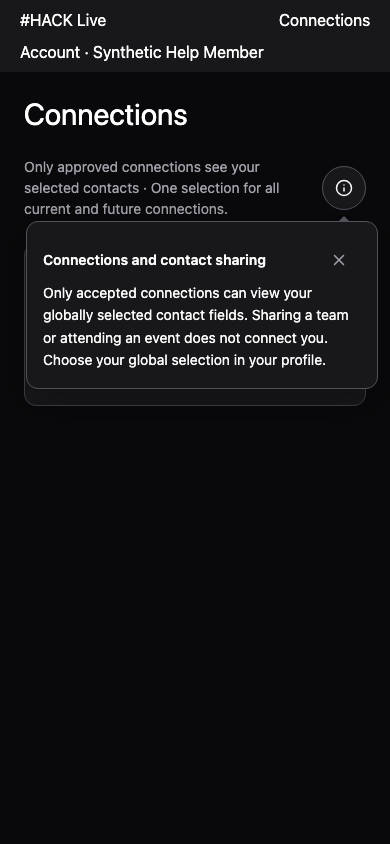 #HACK Live
Connections
Account · Synthetic Help Member
Connections
Only approved connections see your
selected contacts · One selection for all
current and future connections.
Connections and contact sharing
Only accepted connections can view your
globally selected contact fields. Sharing a team
or attending an event does not connect you.
Choose your global selection in your profile.